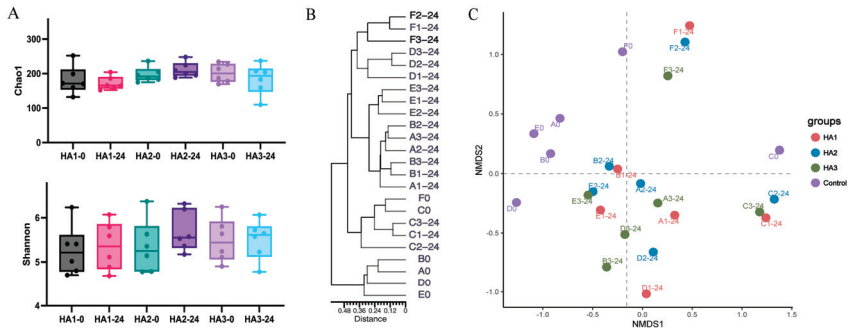 A
Chao1
300
200
100
0
HA1-0
HA1-24
HA2-0
HA2-24
HA3-0
HA3-24
Shannon
6
5
4
HA1-0
HA1-24
HA2-0
HA2-24
HA3-0
HA3-24
B
F2-24
F1-24
F3-24
D3-24
D2-24
D1-24
E3-24
E1-24
E2-24
B2-24
A3-24
A2-24
B3-24
B1-24
A1-24
F0
C0
C3-24
C1-24
C2-24
B0
A0
D0
E0
0.48
0.36
0.24
0.12
0
Distance
C
NMDS2
1.0
0.5
0.0
-0.5
-1.0
F1-24
F2-24
F0
F3-24
A0
E0
B0
C0
B2-24
B1-24
A2-24
E2-24
E3-24
C2-24
D0
A3-24
C3-24
E1-24
A1-24
C1-24
D3-24
D2-24
B3-24
D1-24
-1.0
-0.5
0.0
0.5
1.0
1.5
NMDS1
groups
HA1
HA2
HA3
Control